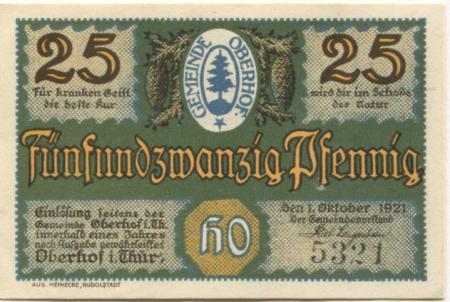 25
Für kranken Geist
die beste Kur
GEMEINDE OBERHOF
25
wird dir im Schoße
der Natur
Fünfundzwanzig Pfennig
Einlösung seitens der
Gemeinde Oberhof i.Th.
innerhalb eines Jahres
nach Aufgabe gewährleistet
Oberhof i. Thür.
HO
den 1. Oktober 1921
Der Gemeindevorstand
5321
AUG. HEINECKE, RUDOLSTADT